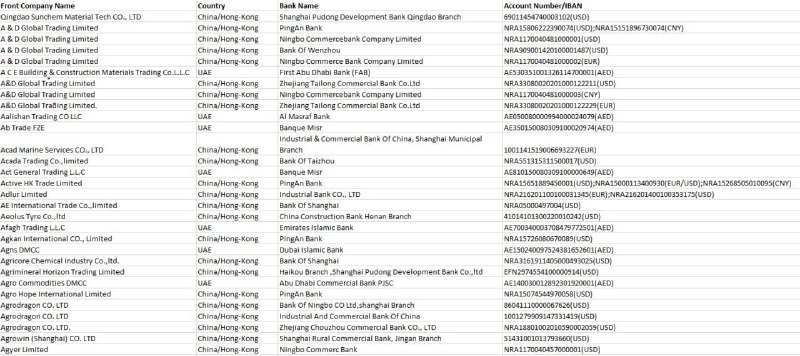 Front Company Name Country Bank Name Account Number/IBAN
Qingdao Sunchem Material Tech CO., LTD China/Hong-Kong Shanghai Pudong Development Bank Qingdao Branch 69011454740003102(USD)
A & D Global Trading Limited China/Hong-Kong PingAn Bank NRA15806222390074(USD);NRA15151896730074(CNY)
A & D Global Trading Limited China/Hong-Kong Ningbo Commercebank Company Limited NRA1170040481000001(USD)
A & D Global Trading Limited China/Hong-Kong Bank Of Wenzhou NRA909001420100001487(USD)
A & D Global Trading Limited China/Hong-Kong Ningbo Commercebank Company Limited NRA1170040481000002(EUR)
A C E Building & Construction Materials Trading Co.L.L.C UAE First Abu Dhabi Bank (FAB) AE530351001326114700001(AED)
A&D Global Trading Limited China/Hong-Kong Zhejiang Tailong Commercial Bank Co.Ltd NRA33080020201000122211(USD)
A&D Global Trading Limited China/Hong-Kong Ningbo Commercebank Company Limited NRA1170040481000003(CNY)
A&D Global Trading Limited. China/Hong-Kong Zhejiang Tailong Commercial Bank Co.Ltd NRA33080020201000122229(EUR)
Aalishan Trading CO LLC UAE Al Masraf Bank AE050080000994000024079(AED)
Ab Trade FZE UAE Banque Misr AE350150080309100020974(AED)
Industrial & Commercial Bank Of China, Shanghai Municipal
Acad Marine Services CO., LTD China/Hong-Kong Branch 1001141519006693227(EUR)
Acada Trading Co.,limited China/Hong-Kong Bank Of Taizhou NRA551315311500017(USD)
Act General Trading L.L.C UAE Banque Misr AE810150080309100000649(AED)
Active HK Trade Limited China/Hong-Kong PingAn Bank NRA15651889450001(USD);NRA15000113400930(EUR/USD);NRA15268505010095(CNY)
Adlur Limited China/Hong-Kong Industrial Bank CO., LTD NRA216201100100031345(EUR);NRA216201400100353175(USD)
AE International Trade Co.,limited China/Hong-Kong Bank Of Shanghai NRA05000497004(USD)
Aeolus Tyre Co.,ltd China/Hong-Kong China Construction Bank Henan Branch 41014101300220010242(USD)
Afagh Trading L.L.C UAE Emirates Islamic Bank AE700340003708479772501(AED)
Agkan International CO., Limited China/Hong-Kong PingAn Bank NRA15726080670089(USD)
Agns DMCC UAE Dubai Islamic Bank AE150240097524381652601(AED)
Agricore Chemical Industry Co.,ltd. China/Hong-Kong Bank Of Shanghai NRA3161911405000493025(USD)
Agrimineral Horizon Trading Limited China/Hong-Kong Haikou Branch ,Shanghai Pudong Development Bank Co.,ltd EFN2974554100000914(USD)
Agro Commodities DMCC UAE Abu Dhabi Commercial Bank PJSC AE140030012892301920001(AED)
Agro Hope International Limited China/Hong-Kong PingAn Bank NRA15074544970058(USD)
Agrodragon CO. LTD China/Hong-Kong Bank Of Ningbo CO Ltd,shanghai Branch 86041110000067626(USD)
Agrodragon CO. LTD China/Hong-Kong Industrial And Commercial Bank Of China 1001279909147331419(USD)
Agrodragon CO. LTD. China/Hong-Kong Zhejiang Chouzhou Commercial Bank CO., LTD NRA15801002010590002059(USD)
Agrowin (Shanghai) CO. LTD China/Hong-Kong Shanghai Rural Commercial Bank, Jingan Branch 51431001013793660(USD)
Agyer Limited China/Hong-Kong Ningbo Commerc Bank NRA1170040457000001(USD)